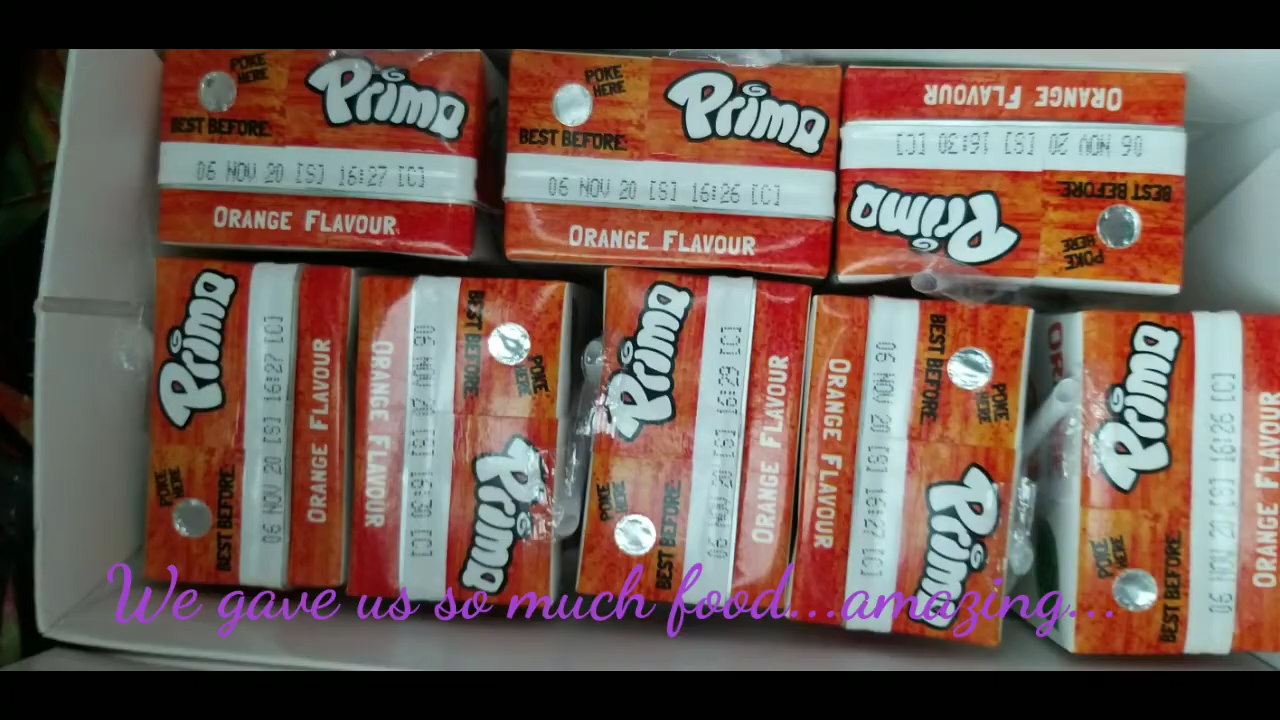 POKE HERE
Prima
BEST BEFORE:
06 NOV 20 [S] 16:27 [C]
ORANGE FLAVOUR
POKE HERE
Prima
BEST BEFORE:
06 NOV 20 [S] 16:26 [C]
ORANGE FLAVOUR
ORANGE FLAVOUR
06 NOV 20 [S] 16:30 [C]
BEST BEFORE:
Prima
POKE HERE
Prima
POKE HERE
BEST BEFORE:
06 NOV 20 [S] 16:27 [C]
ORANGE FLAVOUR
ORANGE FLAVOUR
06 NOV 20 [S] 16:30 [C]
BEST BEFORE:
POKE HERE
Prima
Prima
POKE HERE
BEST BEFORE:
06 NOV 20 [S] 16:29 [C]
ORANGE FLAVOUR
ORANGE FLAVOUR
06 NOV 20 [S] 16:27 [C]
BEST BEFORE:
POKE HERE
Prima
Prima
POKE HERE
BEST BEFORE:
06 NOV 20 [S] 16:26 [C]
ORANGE FLAVOUR
We gave us so much food...amazing...